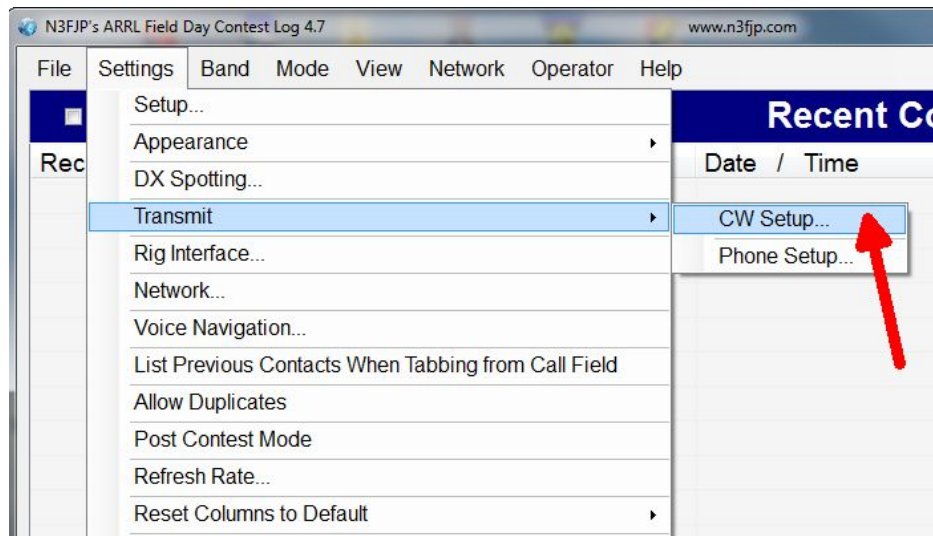 N3FJP's ARRL Field Day Contest Log 4.7 www.n3fjp.com
File Settings Band Mode View Network Operator Help
Setup...
Recent Co
Appearance
Rec
Date / Time
DX Spotting...
Transmit
CW Setup...
Rig Interface...
Phone Setup...
Network...
Voice Navigation...
List Previous Contacts When Tabbing from Call Field
Allow Duplicates
Post Contest Mode
Refresh Rate...
Reset Columns to Default